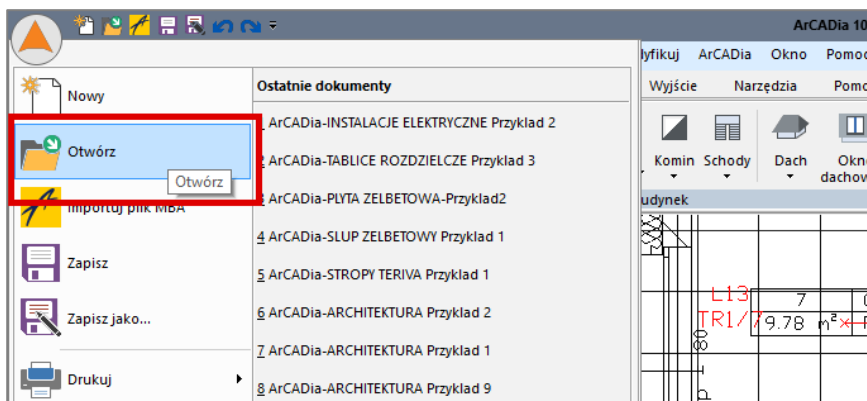 ArCADia 10
dyfikuj ArCADia Okno Pomoc
Wyjście Narzędzia Pomo
Nowy
Otwórz
Otwórz
Importuj plik MBA
Zapisz
Zapisz jako...
Drukuj
Ostatnie dokumenty
1 ArCADia-INSTALACJE ELEKTRYCZNE Przyklad 2
2 ArCADia-TABLICE ROZDZIELCZE Przyklad 3
3 ArCADia-PLYTA ZELBETOWA-Przyklad2
4 ArCADia-SLUP ZELBETOWY Przyklad 1
5 ArCADia-STROPY TERIVA Przyklad 1
6 ArCADia-ARCHITEKTURA Przyklad 2
7 ArCADia-ARCHITEKTURA Przyklad 1
8 ArCADia-ARCHITEKTURA Przyklad 9
Komin Schody Dach Okno
dachow
udynek
L13 7
TR1/7 9.78 m²
80